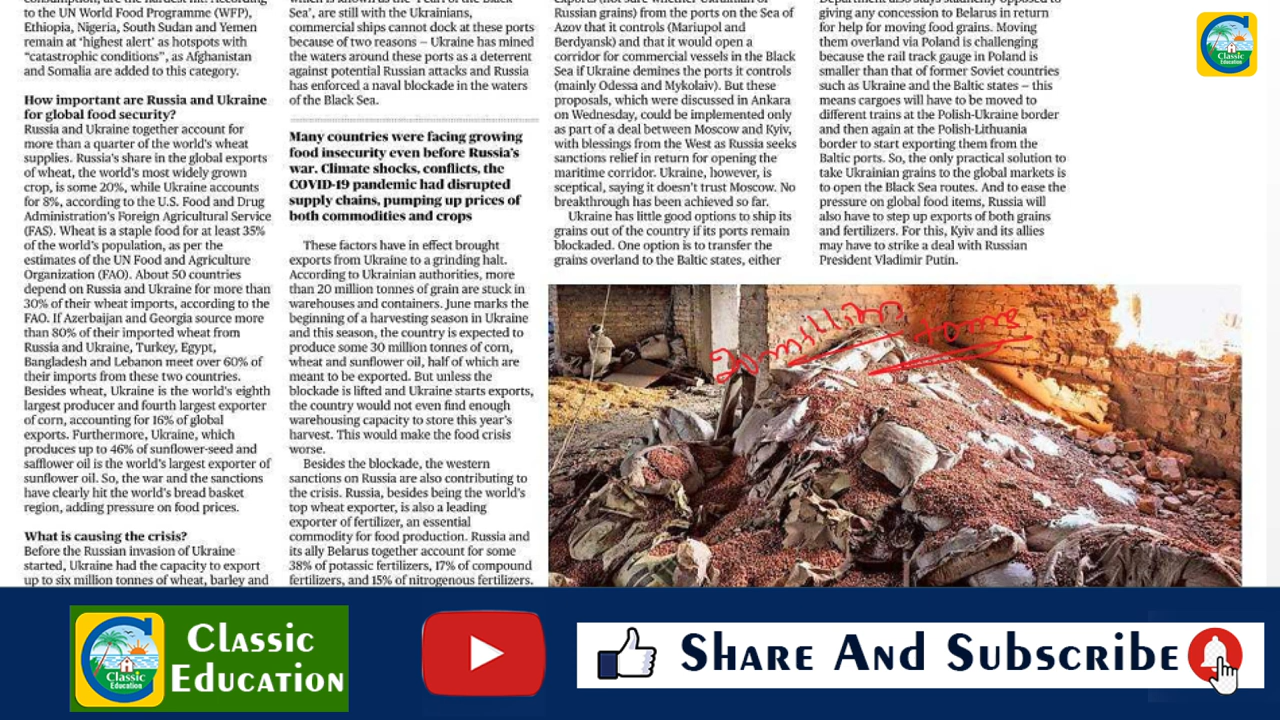 consumption, are the hardest hit. According
to the UN World Food Programme (WFP),
Ethiopia, Nigeria, South Sudan and Yemen
remain at ‘highest alert’ as hotspots with
“catastrophic conditions”, as Afghanistan
and Somalia are added to this category.
How important are Russia and Ukraine
for global food security?
Russia and Ukraine together account for
more than a quarter of the world’s wheat
supplies. Russia’s share in the global exports
of wheat, the world’s most widely grown
crop, is some 20%, while Ukraine accounts
for 8%, according to the U.S. Food and Drug
Administration’s Foreign Agricultural Service
(FAS). Wheat is a staple food for at least 35%
of the world’s population, as per the
estimates of the UN Food and Agriculture
Organization (FAO). About 50 countries
depend on Russia and Ukraine for more than
30% of their wheat imports, according to the
FAO. If Azerbaijan and Georgia source more
than 80% of their imported wheat from
Russia and Ukraine, Turkey, Egypt,
Bangladesh and Lebanon meet over 60% of
their imports from these two countries.
Besides wheat, Ukraine is the world’s eighth
largest producer and fourth largest exporter
of corn, accounting for 16% of global
exports. Furthermore, Ukraine, which
produces up to 46% of sunflower-seed and
safflower oil is the world’s largest exporter of
sunflower oil. So, the war and the sanctions
have clearly hit the world’s bread basket
region, adding pressure on food prices.
What is causing the crisis?
Before the Russian invasion of Ukraine
started, Ukraine had the capacity to export
up to six million tonnes of wheat, barley and
which is known as the ‘Pearl of the Black
Sea’, are still with the Ukrainians,
commercial ships cannot dock at these ports
because of two reasons — Ukraine has mined
the waters around these ports as a deterrent
against potential Russian attacks and Russia
has enforced a naval blockade in the waters
of the Black Sea.
Many countries were facing growing
food insecurity even before Russia’s
war. Climate shocks, conflicts, the
COVID-19 pandemic had disrupted
supply chains, pumping up prices of
both commodities and crops
These factors have in effect brought
exports from Ukraine to a grinding halt.
According to Ukrainian authorities, more
than 20 million tonnes of grain are stuck in
warehouses and containers. June marks the
beginning of a harvesting season in Ukraine
and this season, the country is expected to
produce some 30 million tonnes of corn,
wheat and sunflower oil, half of which are
meant to be exported. But unless the
blockade is lifted and Ukraine starts exports,
the country would not even find enough
warehousing capacity to store this year’s
harvest. This would make the food crisis
worse.
Besides the blockade, the western
sanctions on Russia are also contributing to
the crisis. Russia, besides being the world’s
top wheat exporter, is also a leading
exporter of fertilizer, an essential
commodity for food production. Russia and
its ally Belarus together account for some
38% of potassic fertilizers, 17% of compound
fertilizers, and 15% of nitrogenous fertilizers.
exports (not sure whether Ukrainian or
Russian grains) from the ports on the Sea of
Azov that it controls (Mariupol and
Berdyansk) and that it would open a
corridor for commercial vessels in the Black
Sea if Ukraine demines the ports it controls
(mainly Odessa and Mykolaiv). But these
proposals, which were discussed in Ankara
on Wednesday, could be implemented only
as part of a deal between Moscow and Kyiv,
with blessings from the West as Russia seeks
sanctions relief in return for opening the
maritime corridor. Ukraine, however, is
sceptical, saying it doesn’t trust Moscow. No
breakthrough has been achieved so far.
Ukraine has little good options to ship its
grains out of the country if its ports remain
blockaded. One option is to transfer the
grains overland to the Baltic states, either
Department also stays studiously opposed to
giving any concession to Belarus in return
for help for moving food grains. Moving
them overland via Poland is challenging
because the rail track gauge in Poland is
smaller than that of former Soviet countries
such as Ukraine and the Baltic states — this
means cargoes will have to be moved to
different trains at the Polish-Ukraine border
and then again at the Polish-Lithuania
border to start exporting them from the
Baltic ports. So, the only practical solution to
take Ukrainian grains to the global markets is
to open the Black Sea routes. And to ease the
pressure on global food items, Russia will
also have to step up exports of both grains
and fertilizers. For this, Kyiv and its allies
may have to strike a deal with Russian
President Vladimir Putin.
million tonne
Classic
Education
Classic
Education
Classic
Education
Share And Subscribe